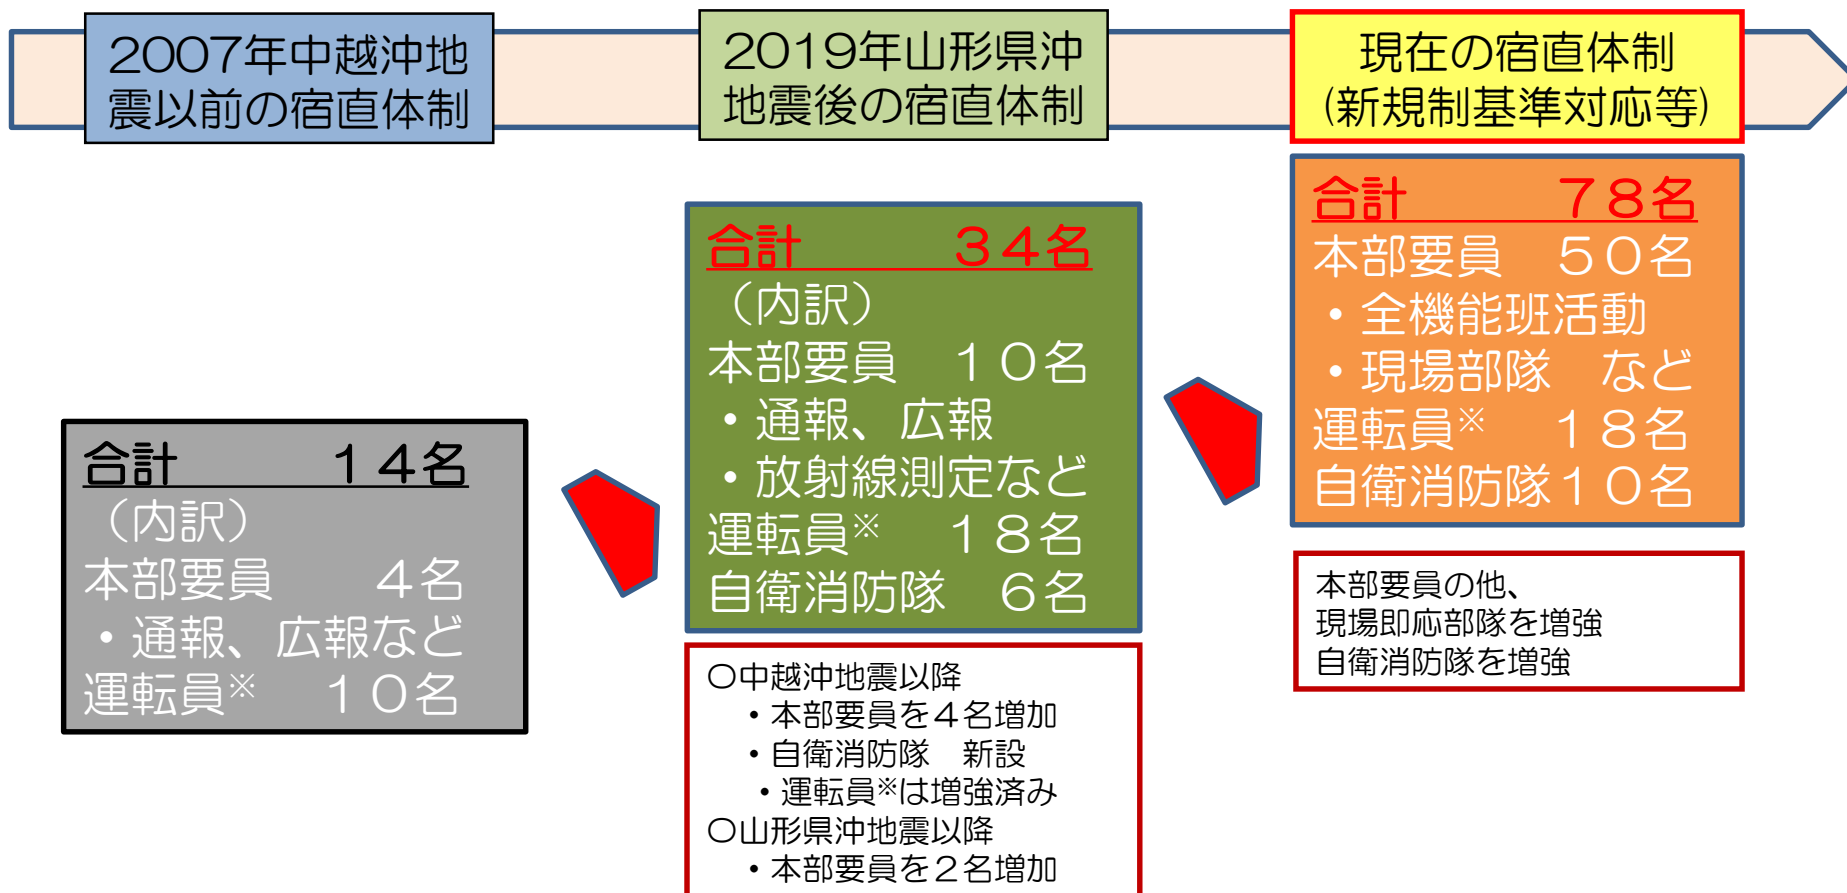 2007年中越沖地
震以前の宿直体制
2019年山形県沖
地震後の宿直体制
現在の宿直体制
(新規制基準対応等)
合計　　　１４名
（内訳）
本部要員　　４名
・通報、広報など
運転員※　１０名
合計　　　３４名
（内訳）
本部要員　１０名
・通報、広報
・放射線測定など
運転員※　１８名
自衛消防隊　６名
〇中越沖地震以降
・本部要員を４名増加
・自衛消防隊　新設
・運転員※は増強済み
〇山形県沖地震以降
・本部要員を２名増加
合計　　　７８名
本部要員　５０名
・全機能班活動
・現場部隊　など
運転員※　１８名
自衛消防隊１０名
本部要員の他、
現場即応部隊を増強
自衛消防隊を増強